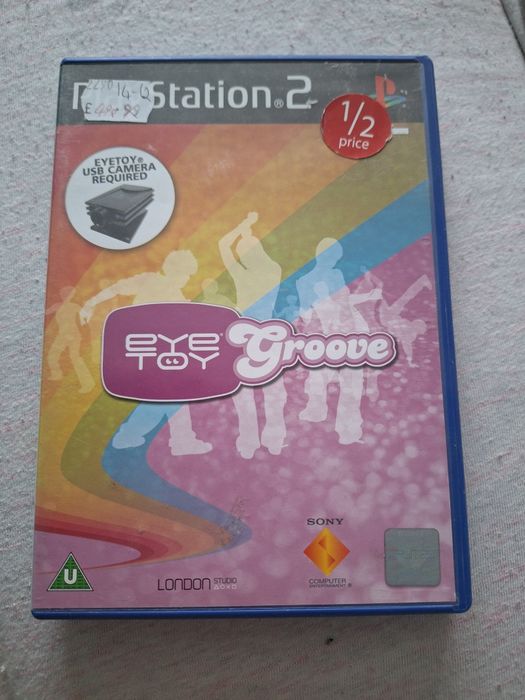 PlayStation.2
1/2
price
EYETOY®
USB CAMERA
REQUIRED
EYE
TOY
Groove
SONY
COMPUTER
ENTERTAINMENT®
U
LONDON STUDIO